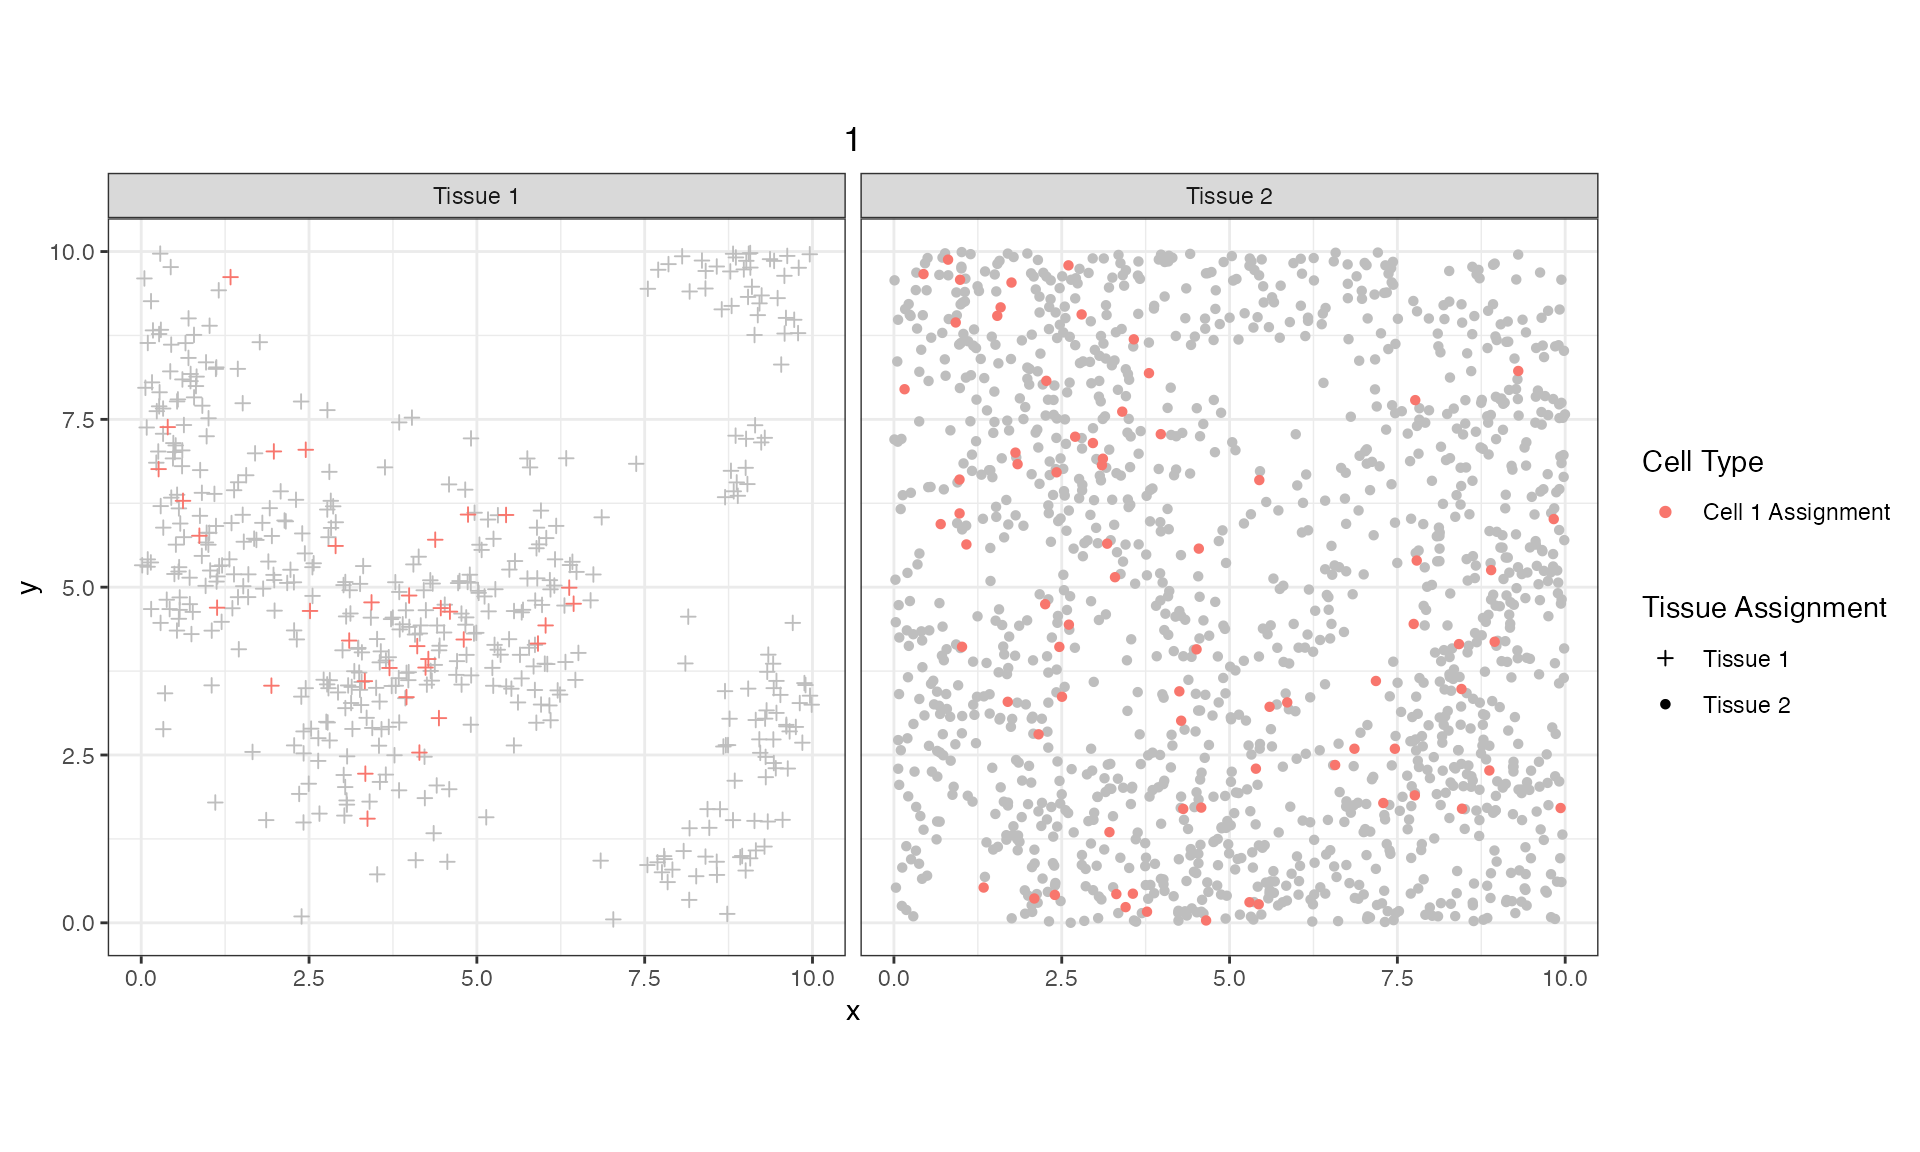 1
Tissue 1
Tissue 2
10.0
7.5
5.0
2.5
0.0
y
0.0 2.5 5.0 7.5 10.0
0.0 2.5 5.0 7.5 10.0
x
Cell Type
Cell 1 Assignment
Tissue Assignment
Tissue 1
Tissue 2